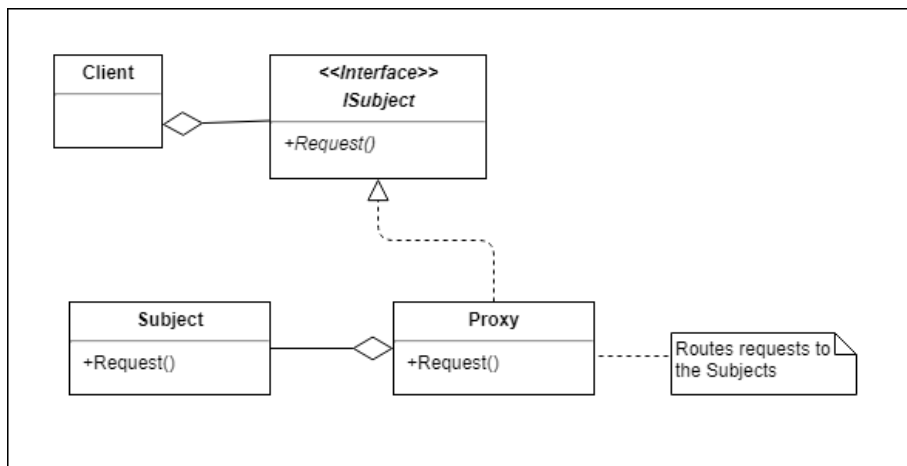 Client
<<Interface>>
ISubject
+Request()
Subject
+Request()
Proxy
+Request()
Routes requests to
the Subjects